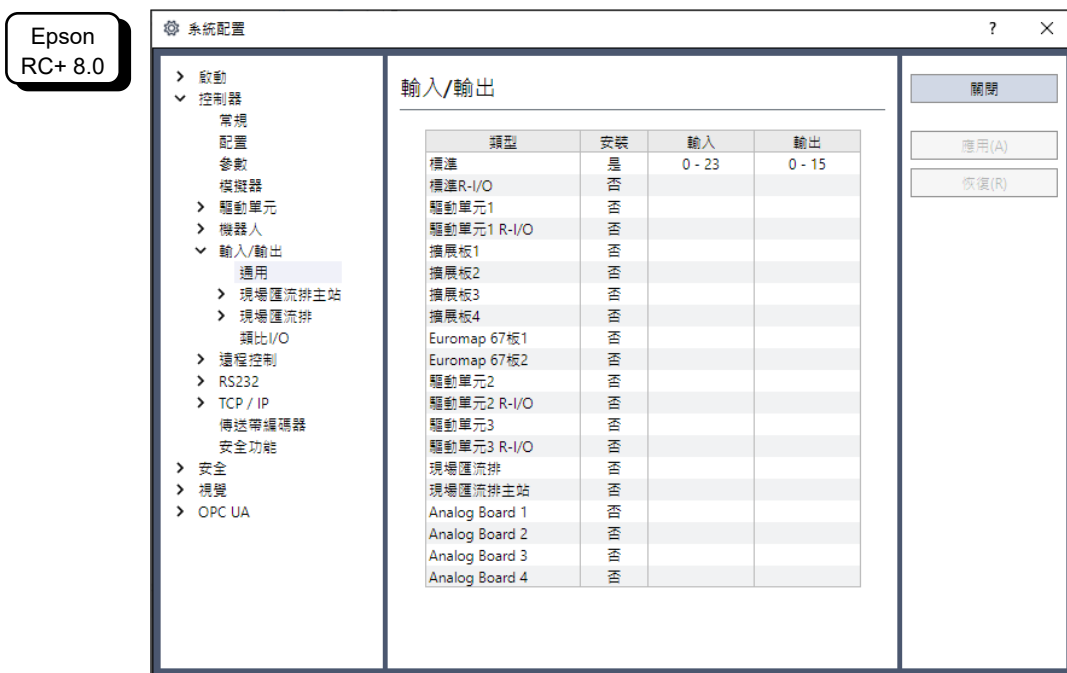 Epson
RC+ 8.0
系統配置
?
啟動
控制器
常規
配置
參數
模擬器
驅動單元
機器人
輸入/輸出
通用
現場匯流排主站
現場匯流排
類比I/O
遠程控制
RS232
TCP / IP
傳送帶編碼器
安全功能
安全
視覺
OPC UA
輸入/輸出
類型 安裝 輸入 輸出
標準 是 0 - 23 0 - 15
標準R-I/O 否
驅動單元1 否
驅動單元1 R-I/O 否
擴展板1 否
擴展板2 否
擴展板3 否
擴展板4 否
Euromap 67板1 否
Euromap 67板2 否
驅動單元2 否
驅動單元2 R-I/O 否
驅動單元3 否
驅動單元3 R-I/O 否
現場匯流排 否
現場匯流排主站 否
Analog Board 1 否
Analog Board 2 否
Analog Board 3 否
Analog Board 4 否
關閉
應用(A)
恢復(R)